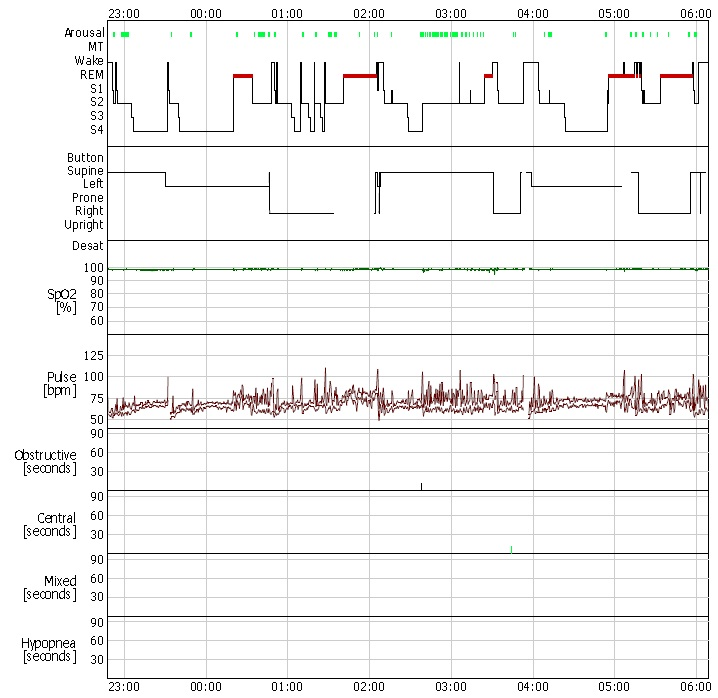 23:00 00:00 01:00 02:00 03:00 04:00 05:00 06:00
Arousal
MT
Wake
REM
S1
S2
S3
S4
Button
Supine
Left
Prone
Right
Upright
Desat
100
90
SpO2 80
[%] 70
60
125
Pulse 100
[bpm] 75
50
90
Obstructive 60
[seconds] 30
90
Central 60
[seconds] 30
90
Mixed 60
[seconds] 30
90
Hypopnea 60
[seconds] 30
23:00 00:00 01:00 02:00 03:00 04:00 05:00 06:00